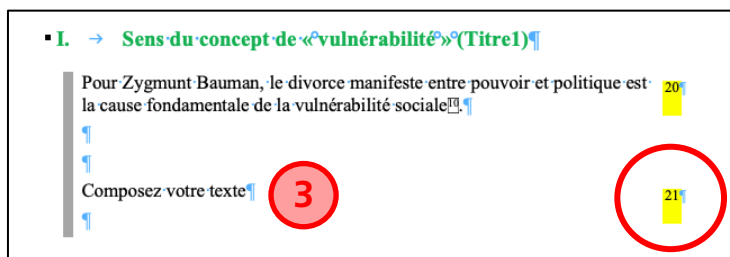 I. → Sens du concept de « vulnérabilité » (Titre1)¶
Pour Zygmunt Bauman, le divorce manifeste entre pouvoir et politique est 20¶
la cause fondamentale de la vulnérabilité sociale10.¶
¶
¶
Composez votre texte¶ 3 21¶
¶